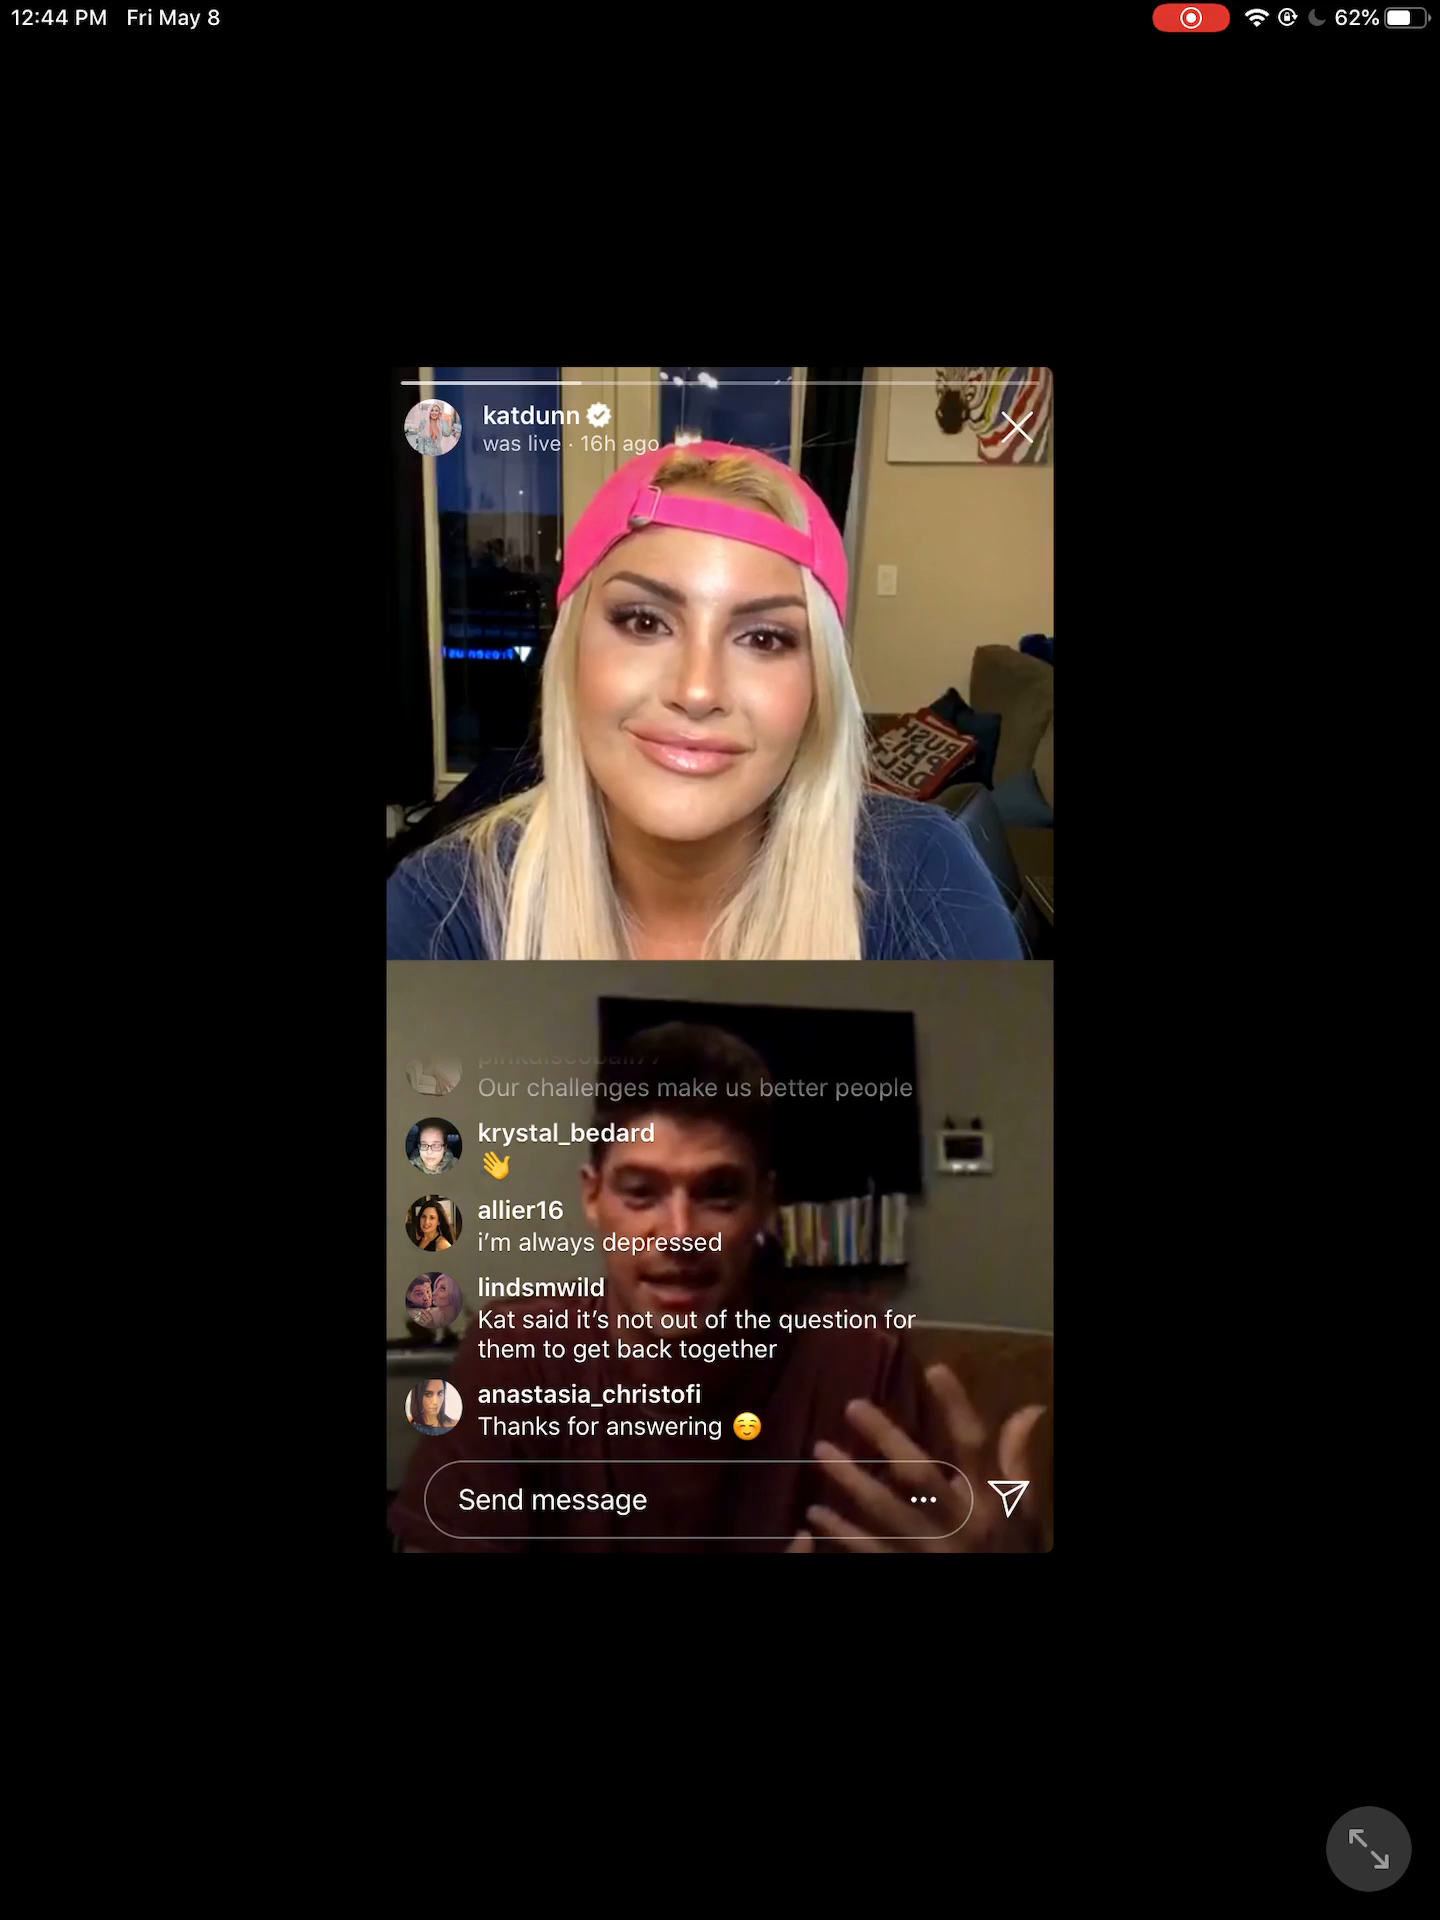 12:44 PM Fri May 8
62%
katdunn
was live · 16h ago
Our challenges make us better people
krystal_bedard
👋
allier16
i'm always depressed
lindsmwild
Kat said it's not out of the question for
them to get back together
anastasia_christofi
Thanks for answering ☺️
Send message